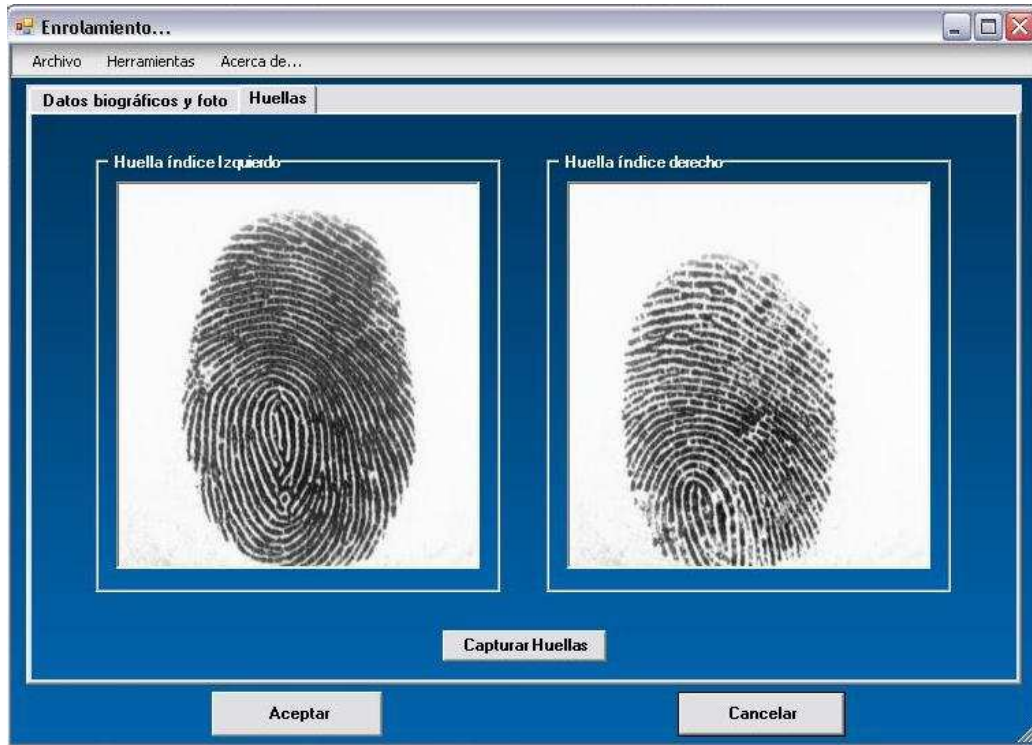 Enrolamiento...
Archivo Herramientas Acerca de...
Datos biográficos y foto Huellas
Huella índice Izquierdo Huella índice derecho
Capturar Huellas
Aceptar Cancelar